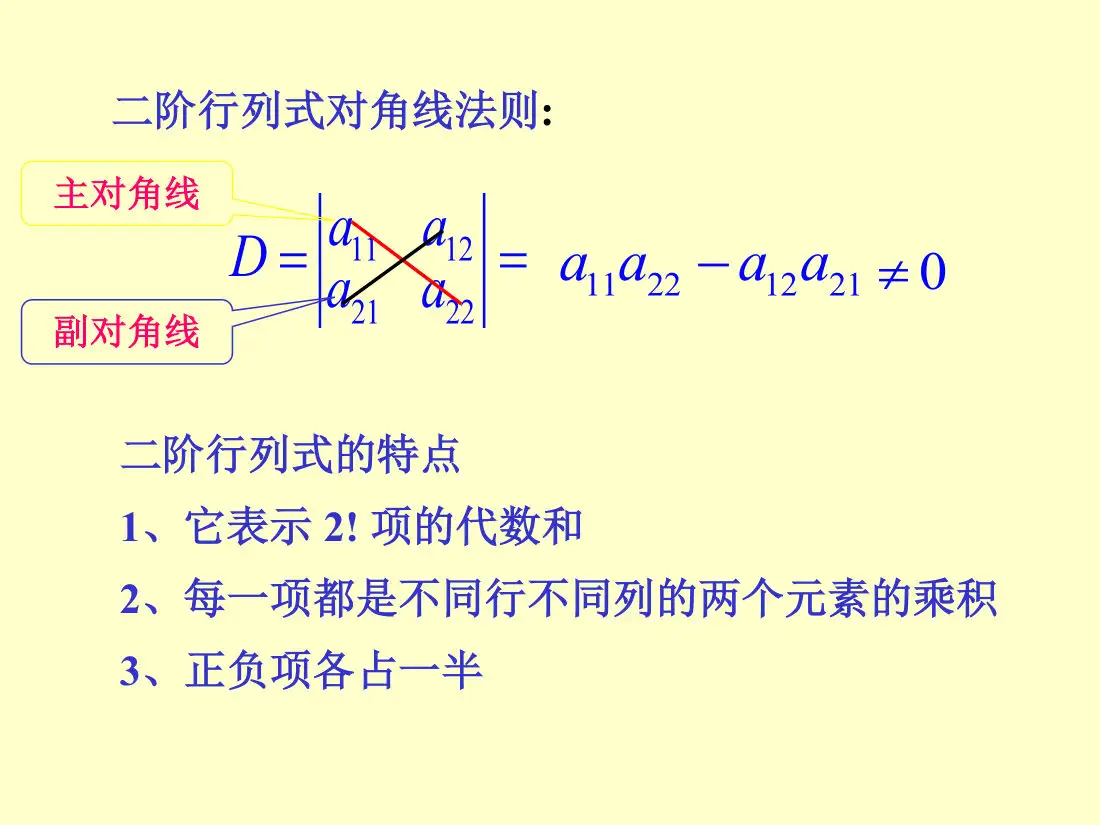 二阶行列式对角线法则:
主对角线
D = | a₁₁ a₁₂ | = a₁₁a₂₂ − a₁₂a₂₁ ≠ 0
| a₂₁ a₂₂ |
副对角线
二阶行列式的特点
1、它表示 2! 项的代数和
2、每一项都是不同行不同列的两个元素的乘积
3、正负项各占一半